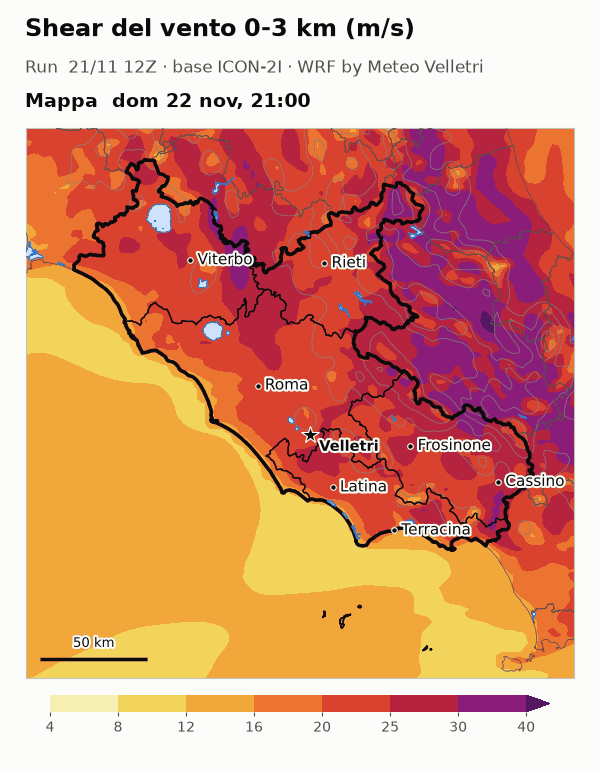 Shear del vento 0-3 km (m/s)
Run  21/11 12Z · base ICON-2I · WRF by Meteo Velletri
Mappa  dom 22 nov, 21:00
Viterbo
Rieti
Roma
Velletri
Frosinone
Latina
Cassino
Terracina
50 km
4 8 12 16 20 25 30 40